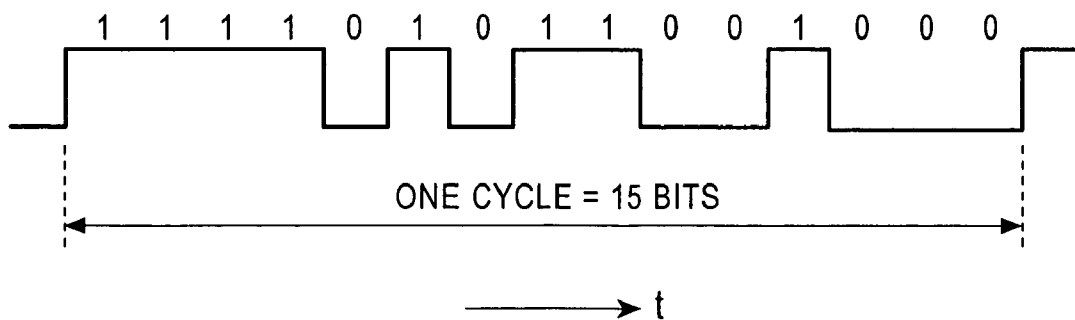 1 1 1 1 0 1 0 1 1 0 0 1 0 0 0
ONE CYCLE = 15 BITS
t